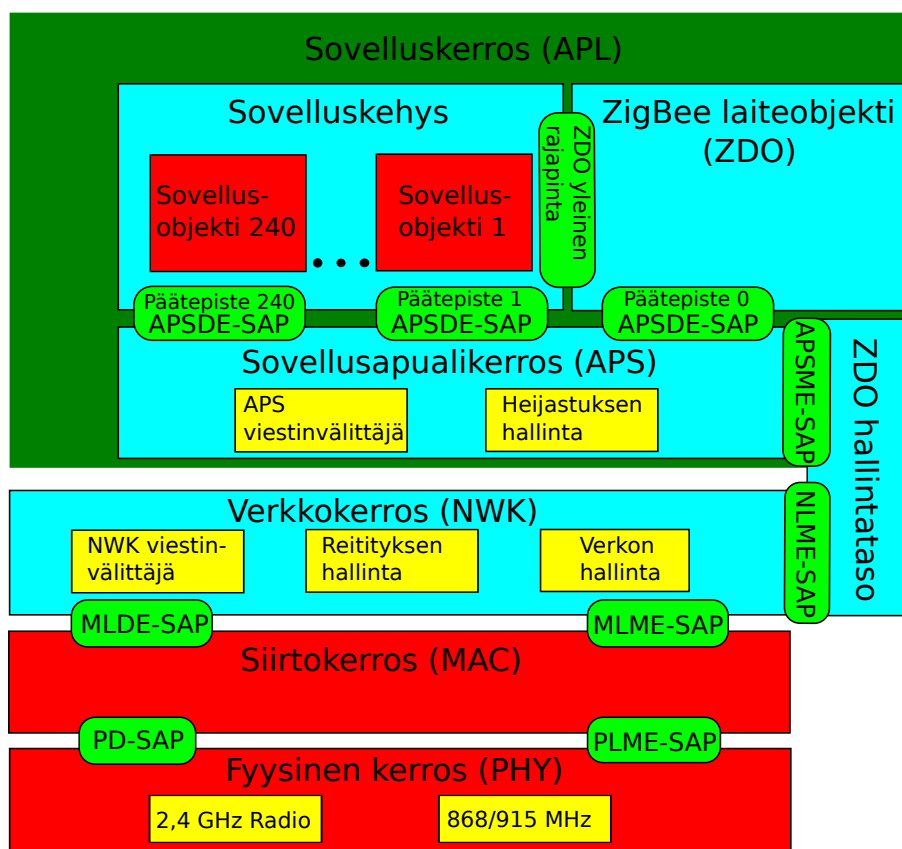 Sovelluskerros (APL)
Sovelluskehys
ZigBee laiteobjekti
(ZDO)
ZDO yleinen
rajapinta
Sovellus-
objekti 240
...
Sovellus-
objekti 1
Päätepiste 240
APSDE-SAP
Päätepiste 1
APSDE-SAP
Päätepiste 0
APSDE-SAP
Sovellusapualikerros (APS)
APS
viestinvälittäjä
Heijastuksen
hallinta
APSME-SAP
ZDO hallintataso
NLME-SAP
Verkkokerros (NWK)
NWK viestin-
välittäjä
Reitityksen
hallinta
Verkon
hallinta
MLDE-SAP
MLME-SAP
Siirtokerros (MAC)
PD-SAP
PLME-SAP
Fyysinen kerros (PHY)
2,4 GHz Radio
868/915 MHz